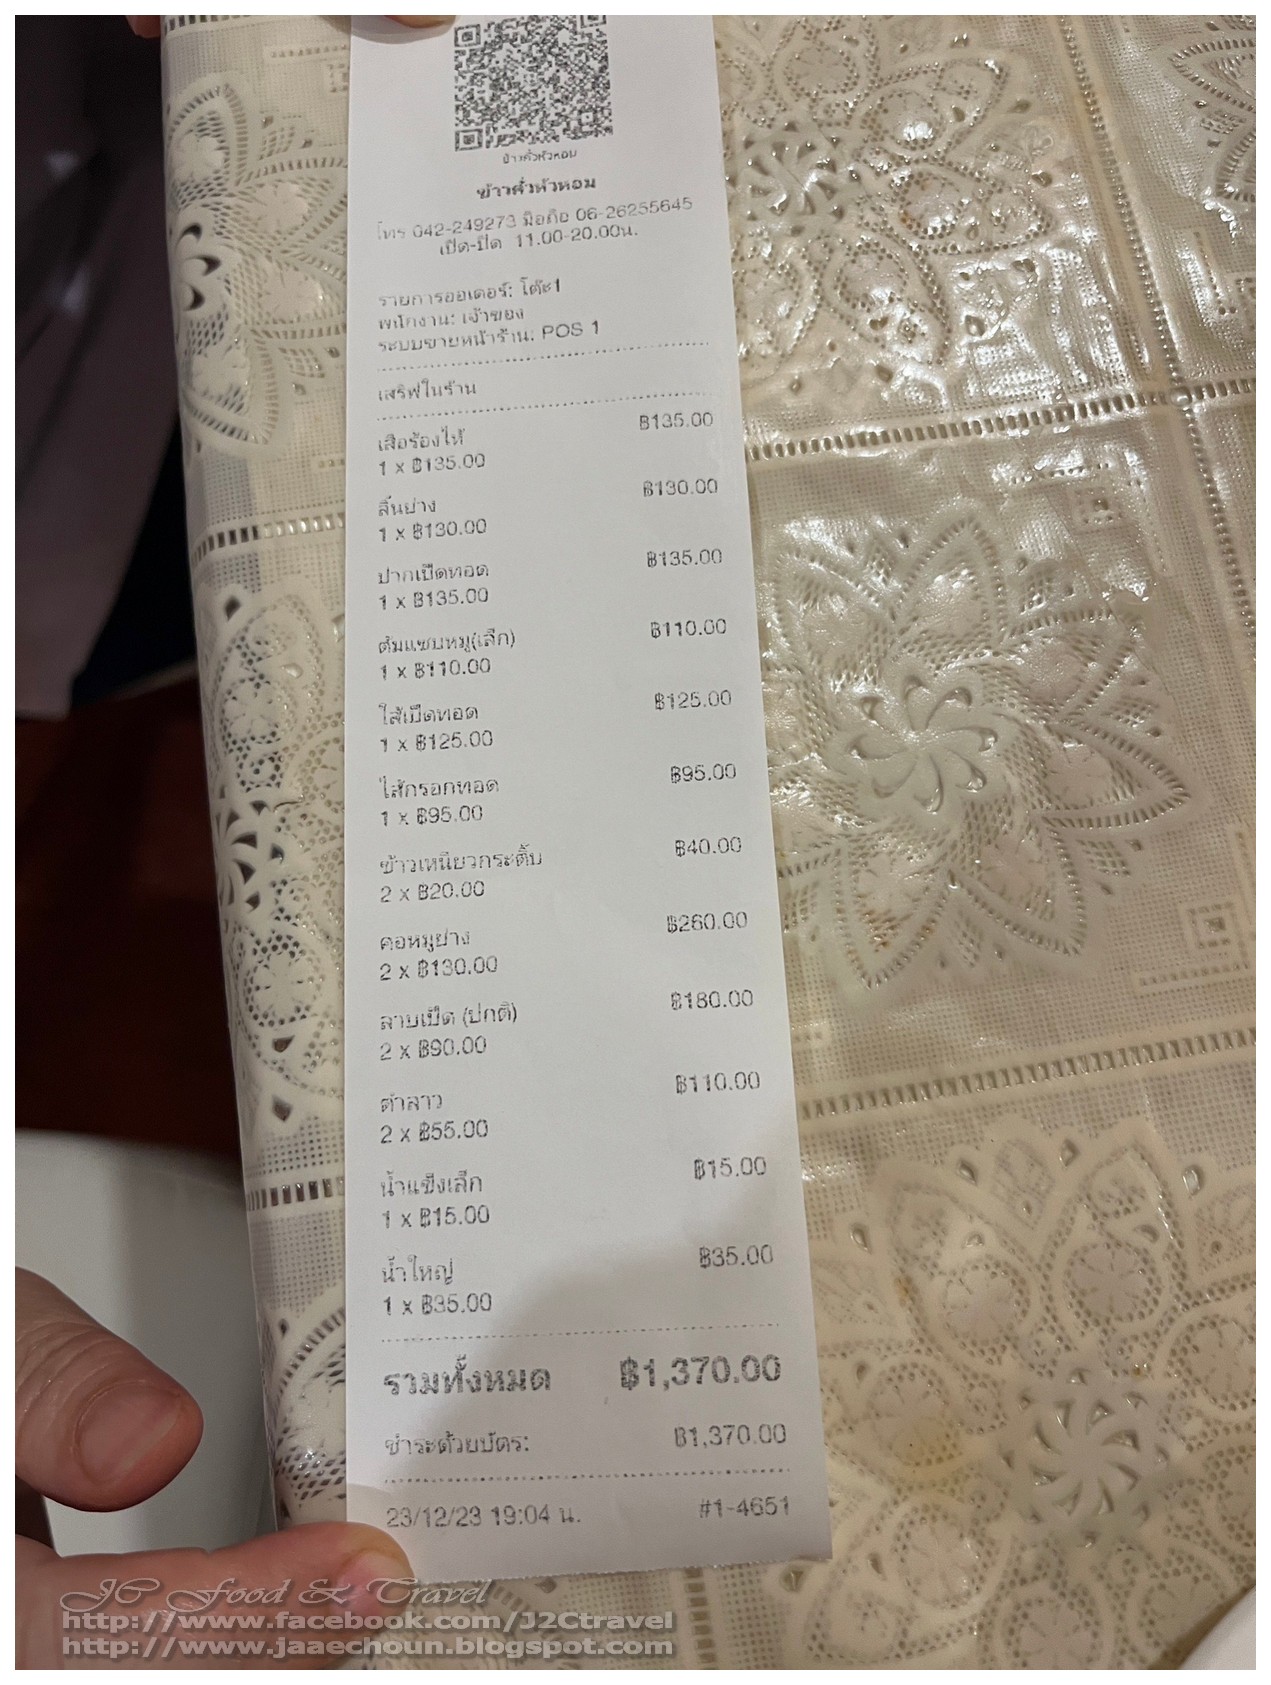 ข้าวคั่วหัวหอม
ข้าวคั่วหัวหอม
โทร 042-249273 มือถือ 06-26255645
เปิด-ปิด 11.00-20.00น.
รายการออเดอร์: โต๊ะ1
พนักงาน: เจ้าของ
ระบบขายหน้าร้าน: POS 1
เสริฟในร้าน
เสือร้องไห้ ฿135.00
1 x ฿135.00
ลิ้นย่าง ฿130.00
1 x ฿130.00
ปากเป็ดทอด ฿135.00
1 x ฿135.00
ต้มแซบหมู(เล็ก) ฿110.00
1 x ฿110.00
ไส้เป็ดทอด ฿125.00
1 x ฿125.00
ไส้กรอกทอด ฿95.00
1 x ฿95.00
ข้าวเหนียวกระติ๊บ ฿40.00
2 x ฿20.00
คอหมูย่าง ฿260.00
2 x ฿130.00
ลาบเป็ด (ปกติ) ฿180.00
2 x ฿90.00
ตำลาว ฿110.00
2 x ฿55.00
น้ำแข็งเล็ก ฿15.00
1 x ฿15.00
น้ำใหญ่ ฿35.00
1 x ฿35.00
รวมทั้งหมด ฿1,370.00
ชำระด้วยบัตร: ฿1,370.00
23/12/23 19:04 น. #1-4651
JC Food & Travel
http://www.facebook.com/J2Ctravel
http://www.jaaechoun.blogspot.com